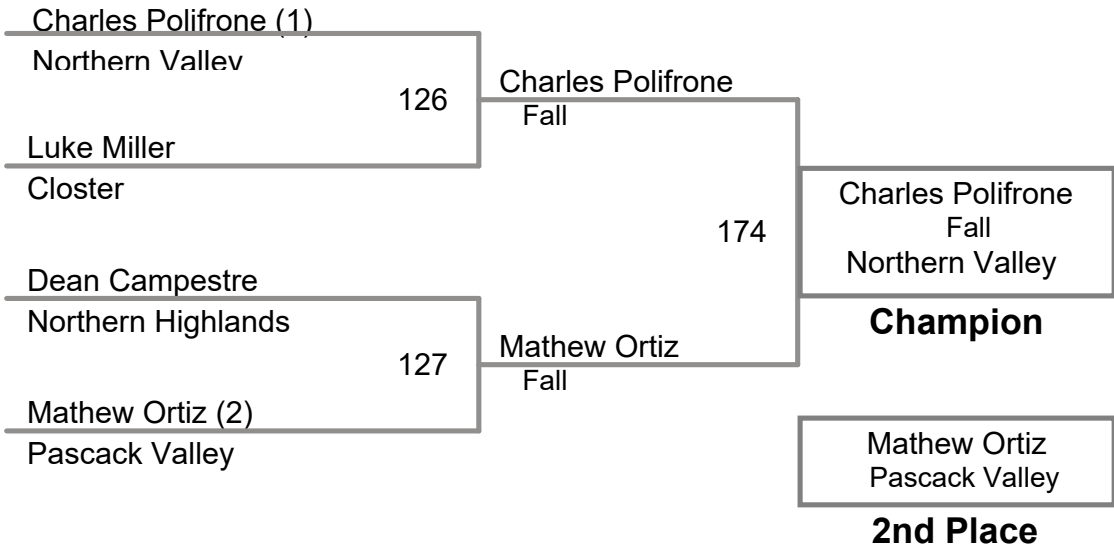 Charles Polifrone (1)
Northern Valley
126
Charles Polifrone
Fall
Luke Miller
Closter
174
Charles Polifrone
Fall
Northern Valley
Champion
Dean Campestre
Northern Highlands
127
Mathew Ortiz
Fall
Mathew Ortiz (2)
Pascack Valley
Mathew Ortiz
Pascack Valley
2nd Place